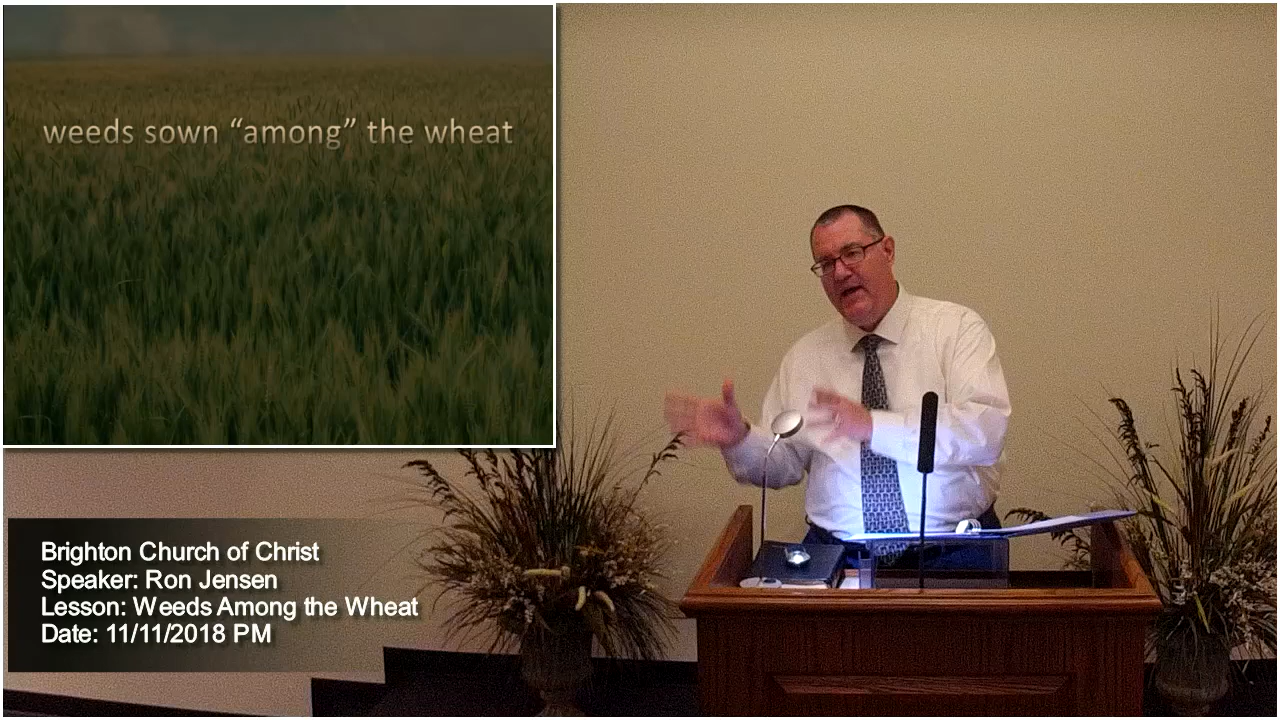 weeds sown “among” the wheat
Brighton Church of Christ
Speaker: Ron Jensen
Lesson: Weeds Among the Wheat
Date: 11/11/2018 PM